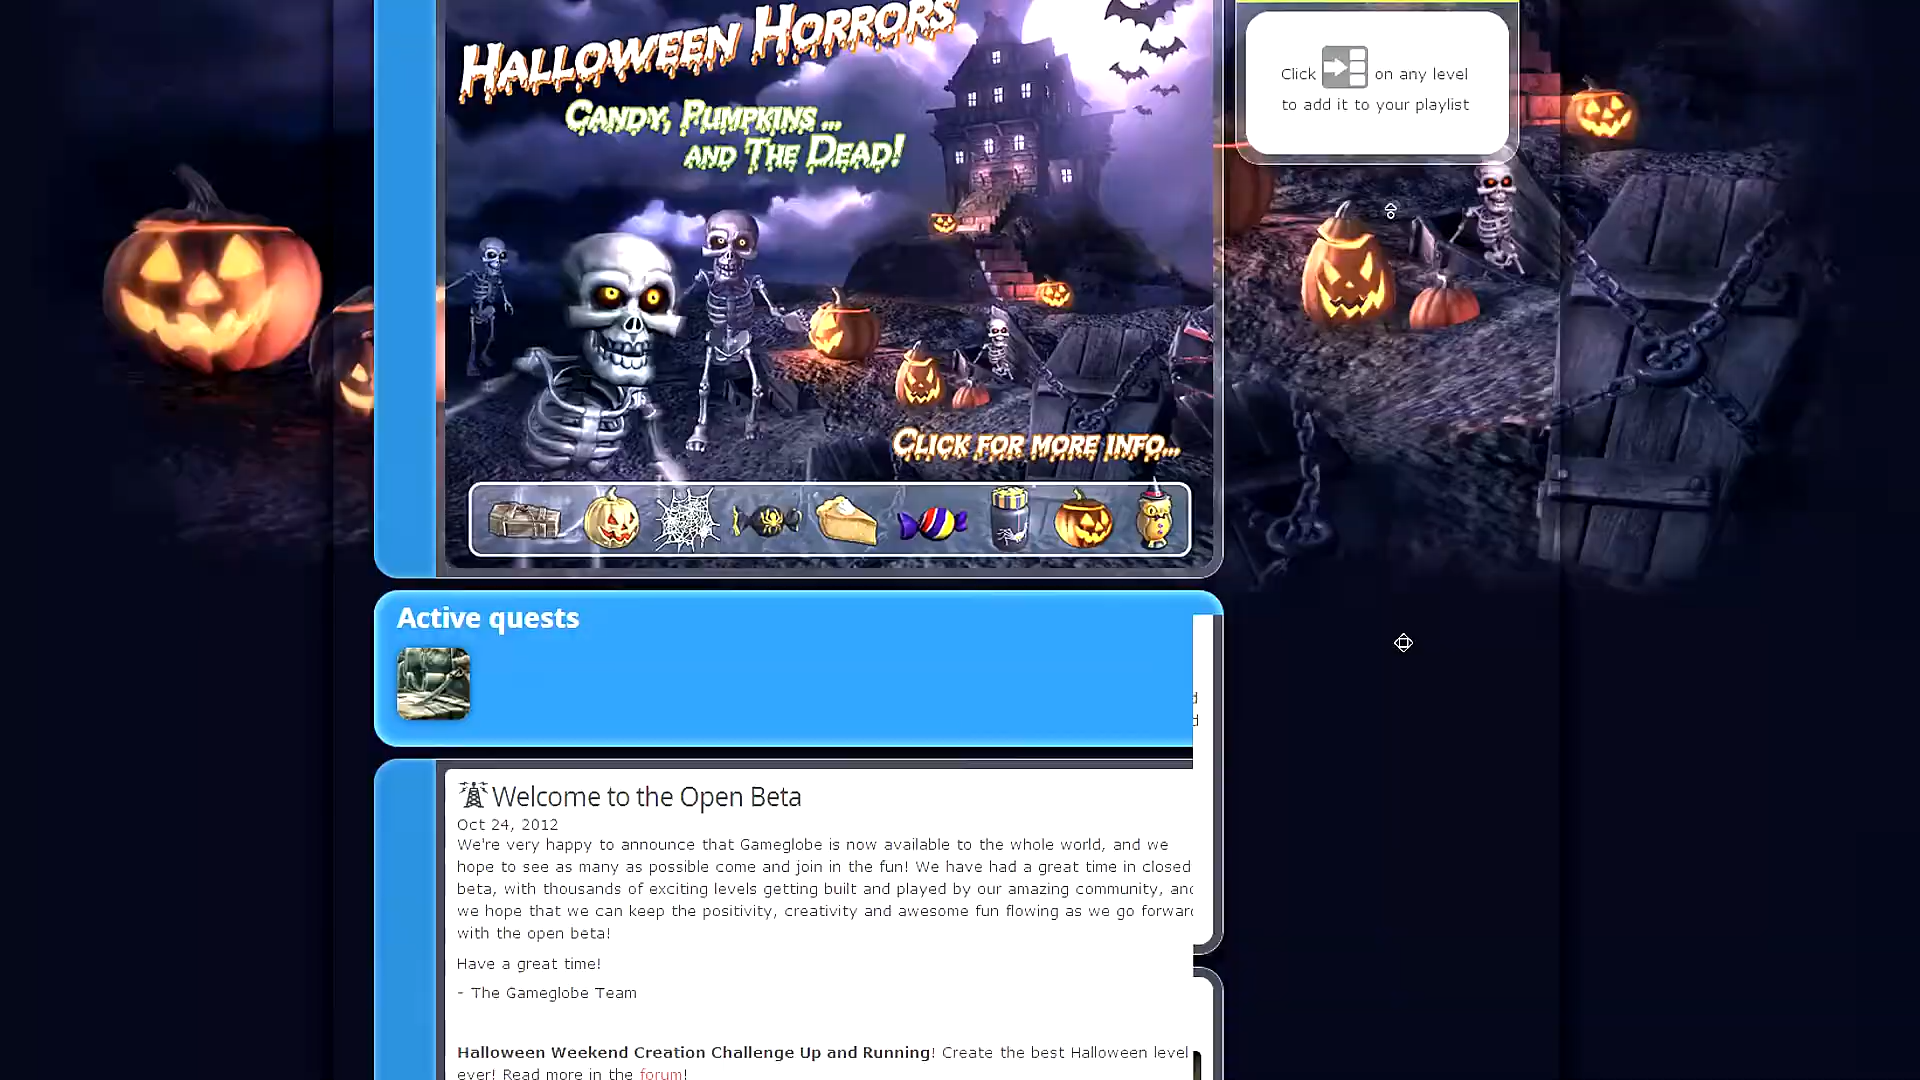 HALLOWEEN HORRORS
CANDY, PUMPKINS...
AND THE DEAD!
Click on any level
to add it to your playlist
CLICK FOR MORE INFO...
Active quests
d
d
Welcome to the Open Beta
Oct 24, 2012
We're very happy to announce that Gameglobe is now available to the whole world, and we
hope to see as many as possible come and join in the fun! We have had a great time in closed
beta, with thousands of exciting levels getting built and played by our amazing community, and
we hope that we can keep the positivity, creativity and awesome fun flowing as we go forward
with the open beta!
Have a great time!
- The Gameglobe Team
Halloween Weekend Creation Challenge Up and Running! Create the best Halloween level
ever! Read more in the forum!